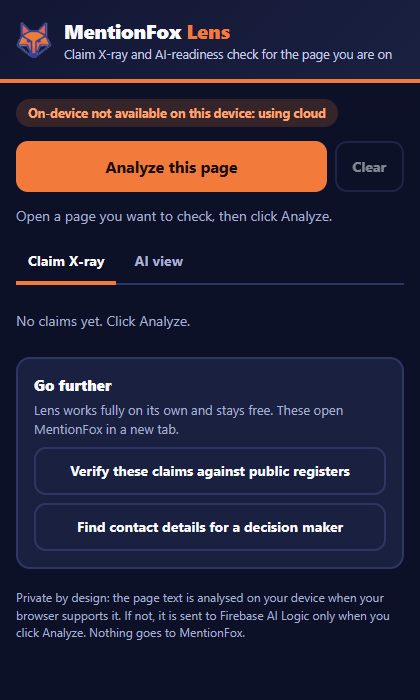 MentionFox Lens
Claim X-ray and AI-readiness check for the page you are on
On-device not available on this device: using cloud
Analyze this page
Clear
Open a page you want to check, then click Analyze.
Claim X-ray
AI view
No claims yet. Click Analyze.
Go further
Lens works fully on its own and stays free. These open
MentionFox in a new tab.
Verify these claims against public registers
Find contact details for a decision maker
Private by design: the page text is analysed on your device when your
browser supports it. If not, it is sent to Firebase AI Logic only when you
click Analyze. Nothing goes to MentionFox.